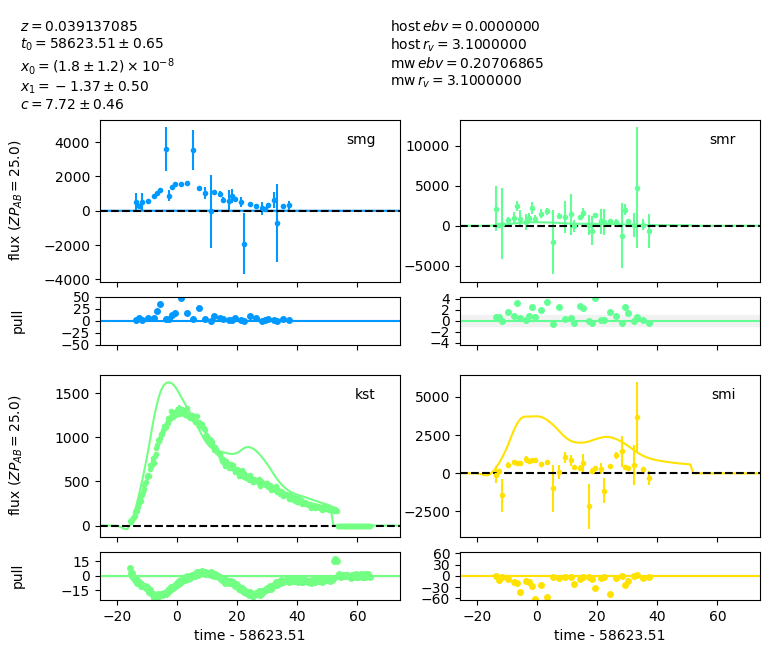 z = 0.039137085
t₀ = 58623.51 ± 0.65
x₀ = (1.8 ± 1.2) × 10⁻⁸
x₁ = −1.37 ± 0.50
c = 7.72 ± 0.46
host ebv = 0.0000000
host r_v = 3.1000000
mw ebv = 0.20706865
mw r_v = 3.1000000
smg
flux (ZP_AB = 25.0)
4000
2000
0
−2000
−4000
smr
10000
5000
0
−5000
pull
50
25
0
−25
−50
4
2
0
−2
−4
kst
flux (ZP_AB = 25.0)
1500
1000
500
0
smi
5000
2500
0
−2500
pull
15
0
−15
60
30
0
−30
−60
−20 0 20 40 60
time - 58623.51
−20 0 20 40 60
time - 58623.51